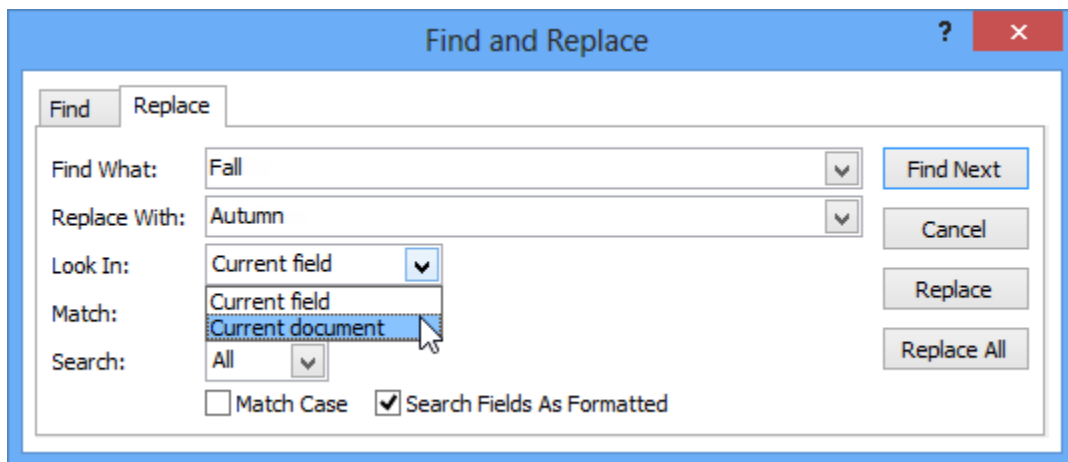 Find and Replace
?
Find Replace
Find What: Fall Find Next
Replace With: Autumn Cancel
Look In: Current field
Current field Replace
Match: Current document
Search: All Replace All
Match Case Search Fields As Formatted